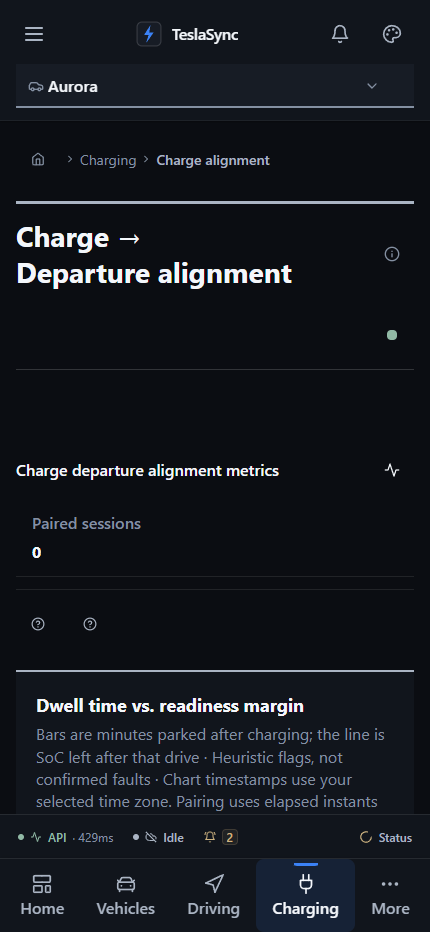 TeslaSync
Aurora
Charging
Charge alignment
Charge →
Departure alignment
Charge departure alignment metrics
Paired sessions
0
Dwell time vs. readiness margin
Bars are minutes parked after charging; the line is
SoC left after that drive · Heuristic flags, not
confirmed faults · Chart timestamps use your
selected time zone. Pairing uses elapsed instants
API · 429ms
Idle
2
Status
Home
Vehicles
Driving
Charging
More